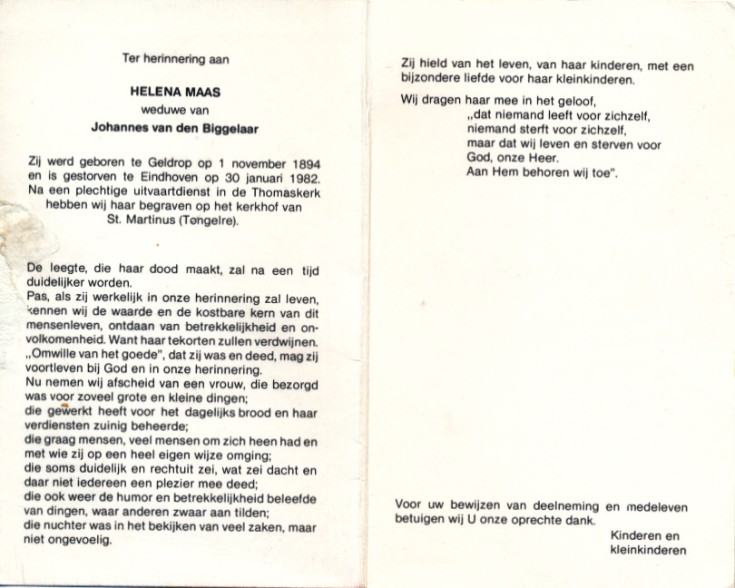 Ter herinnering aan
HELENA MAAS
weduwe van
Johannes van den Biggelaar
Zij werd geboren te Geldrop op 1 november 1894
en is gestorven te Eindhoven op 30 januari 1982.
Na een plechtige uitvaartdienst in de Thomaskerk
hebben wij haar begraven op het kerkhof van
St. Martinus (Tongelre).
De leegte, die haar dood maakt, zal na een tijd
duidelijker worden.
Pas, als zij werkelijk in onze herinnering zal leven,
kennen wij de waarde en de kostbare kern van dit
mensenleven, ontdaan van betrekkelijkheid en on-
volkomenheid. Want haar tekorten zullen verdwijnen.
„Omwille van het goede", dat zij was en deed, mag zij
voortleven bij God en in onze herinnering.
Nu nemen wij afscheid van een vrouw, die bezorgd
was voor zoveel grote en kleine dingen;
die gewerkt heeft voor het dagelijks brood en haar
verdiensten zuinig beheerde;
die graag mensen, veel mensen om zich heen had en
met wie zij op een heel eigen wijze omging;
die soms duidelijk en rechtuit zei, wat zei dacht en
daar niet iedereen een plezier mee deed;
die ook weer de humor en betrekkelijkheid beleefde
van dingen, waar anderen zwaar aan tilden;
die nuchter was in het bekijken van veel zaken, maar
niet ongevoelig.
Zij hield van het leven, van haar kinderen, met een
bijzondere liefde voor haar kleinkinderen.
Wij dragen haar mee in het geloof,
„dat niemand leeft voor zichzelf,
niemand sterft voor zichzelf,
maar dat wij leven en sterven voor
God, onze Heer.
Aan Hem behoren wij toe".
Voor uw bewijzen van deelneming en medeleven
betuigen wij U onze oprechte dank.
Kinderen en
kleinkinderen